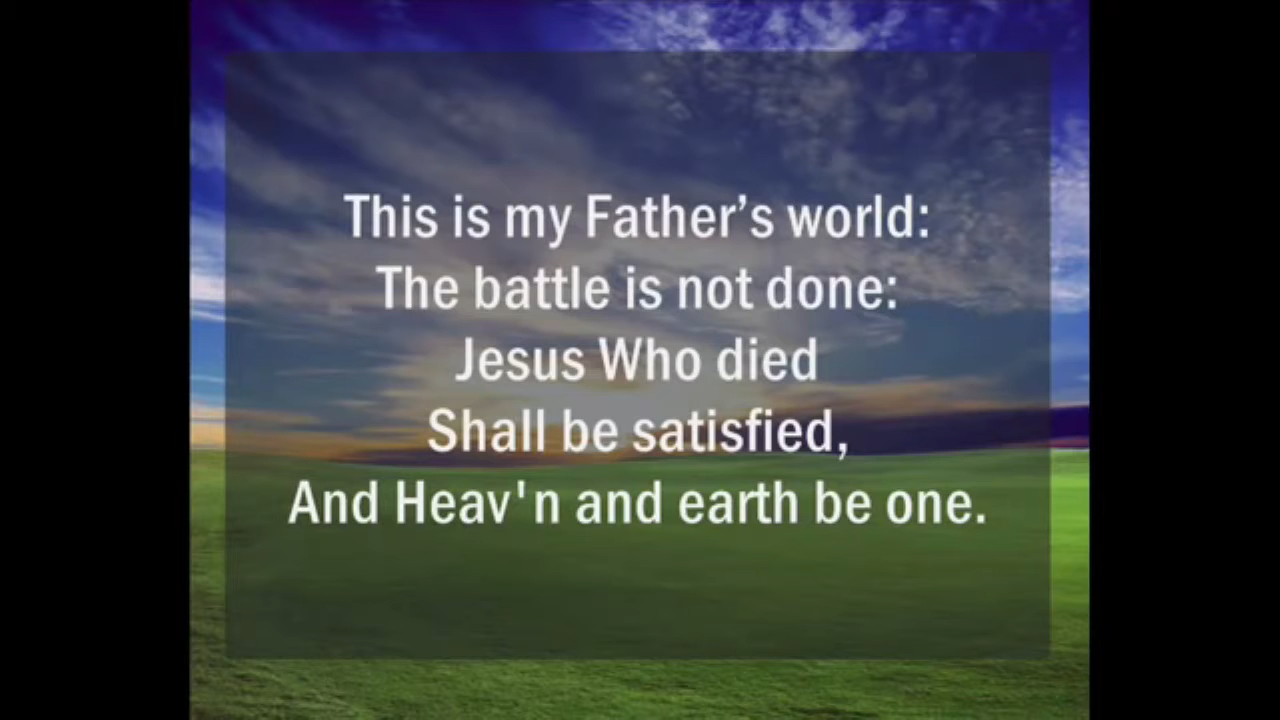 This is my Father’s world:
The battle is not done:
Jesus Who died
Shall be satisfied,
And Heav'n and earth be one.